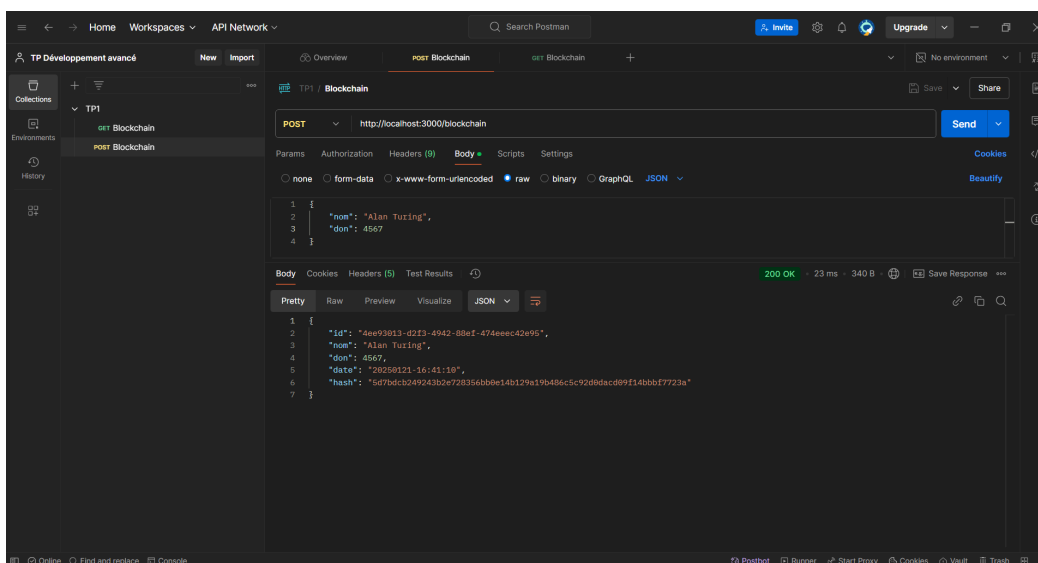 Home Workspaces API Network Search Postman Invite Upgrade
TP Développement avancé New Import Overview POST Blockchain GET Blockchain No environment
Collections
Environments
History
TP1
GET Blockchain
POST Blockchain
HTTP TP1 / Blockchain Save Share
POST http://localhost:3000/blockchain Send
Params Authorization Headers (9) Body Scripts Settings Cookies
none form-data x-www-form-urlencoded raw binary GraphQL JSON Beautify
1 {
2 "nom": "Alan Turing",
3 "don": 4567
4 }
Body Cookies Headers (5) Test Results 200 OK 23 ms 340 B Save Response
Pretty Raw Preview Visualize JSON
1 {
2 "id": "4ee93013-d2f3-4942-88ef-474eeec42e95",
3 "nom": "Alan Turing",
4 "don": 4567,
5 "date": "20250121-16:41:10",
6 "hash": "5d7bdcb249243b2e728356bb0e14b129a19b486c5c92d0dacd09f14bbbf7723a"
7 }
Online Find and replace Console Postbot Runner Start Proxy Cookies Vault Trash